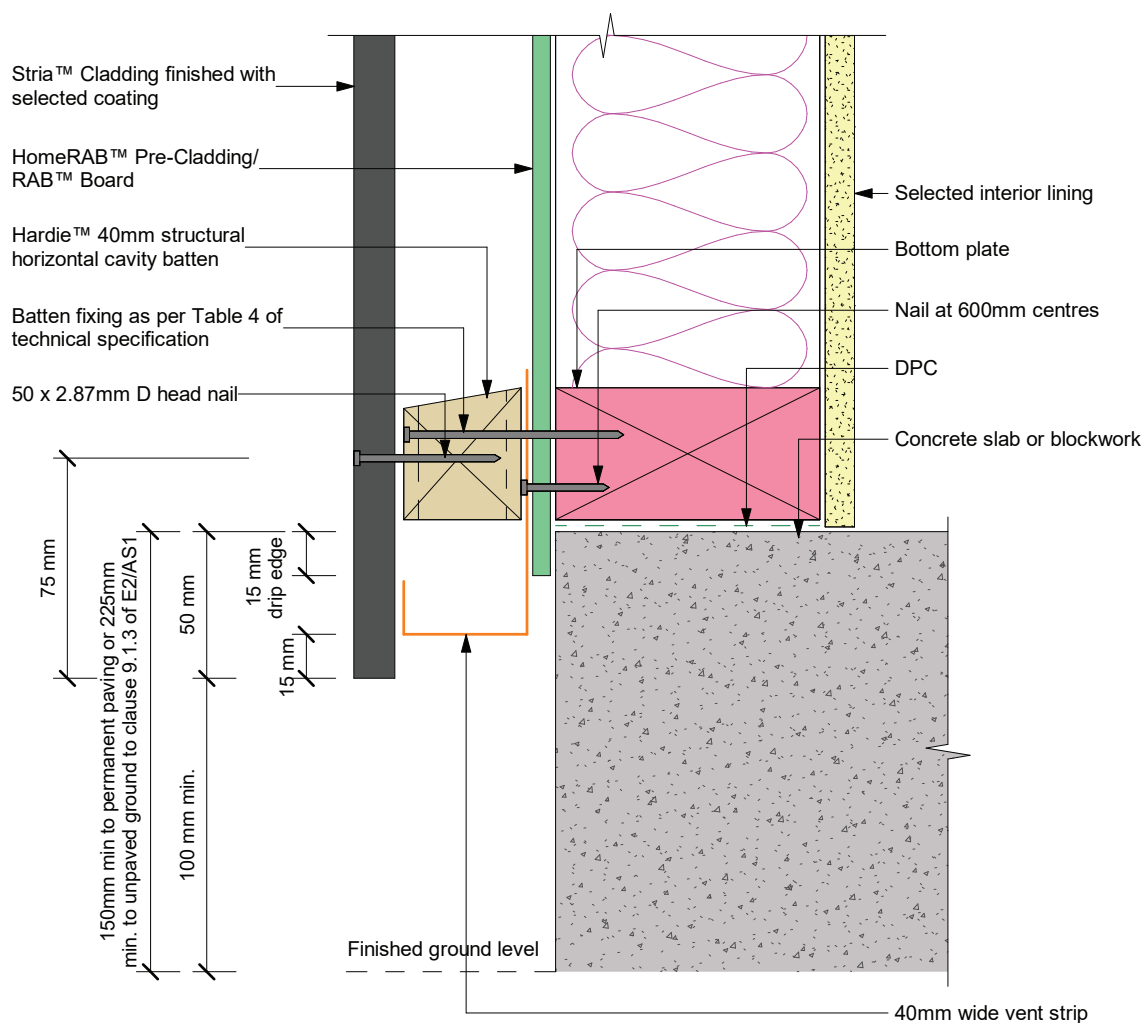 Stria™ Cladding finished with
selected coating
HomeRAB™ Pre-Cladding/
RAB™ Board
Hardie™ 40mm structural
horizontal cavity batten
Batten fixing as per Table 4 of
technical specification
50 x 2.87mm D head nail
Selected interior lining
Bottom plate
Nail at 600mm centres
DPC
Concrete slab or blockwork
75 mm
150mm min to permanent paving or 225mm
min. to unpaved ground to clause 9.1.3 of E2/AS1
50 mm
100 mm min.
15 mm
drip edge
15 mm
Finished ground level
40mm wide vent strip